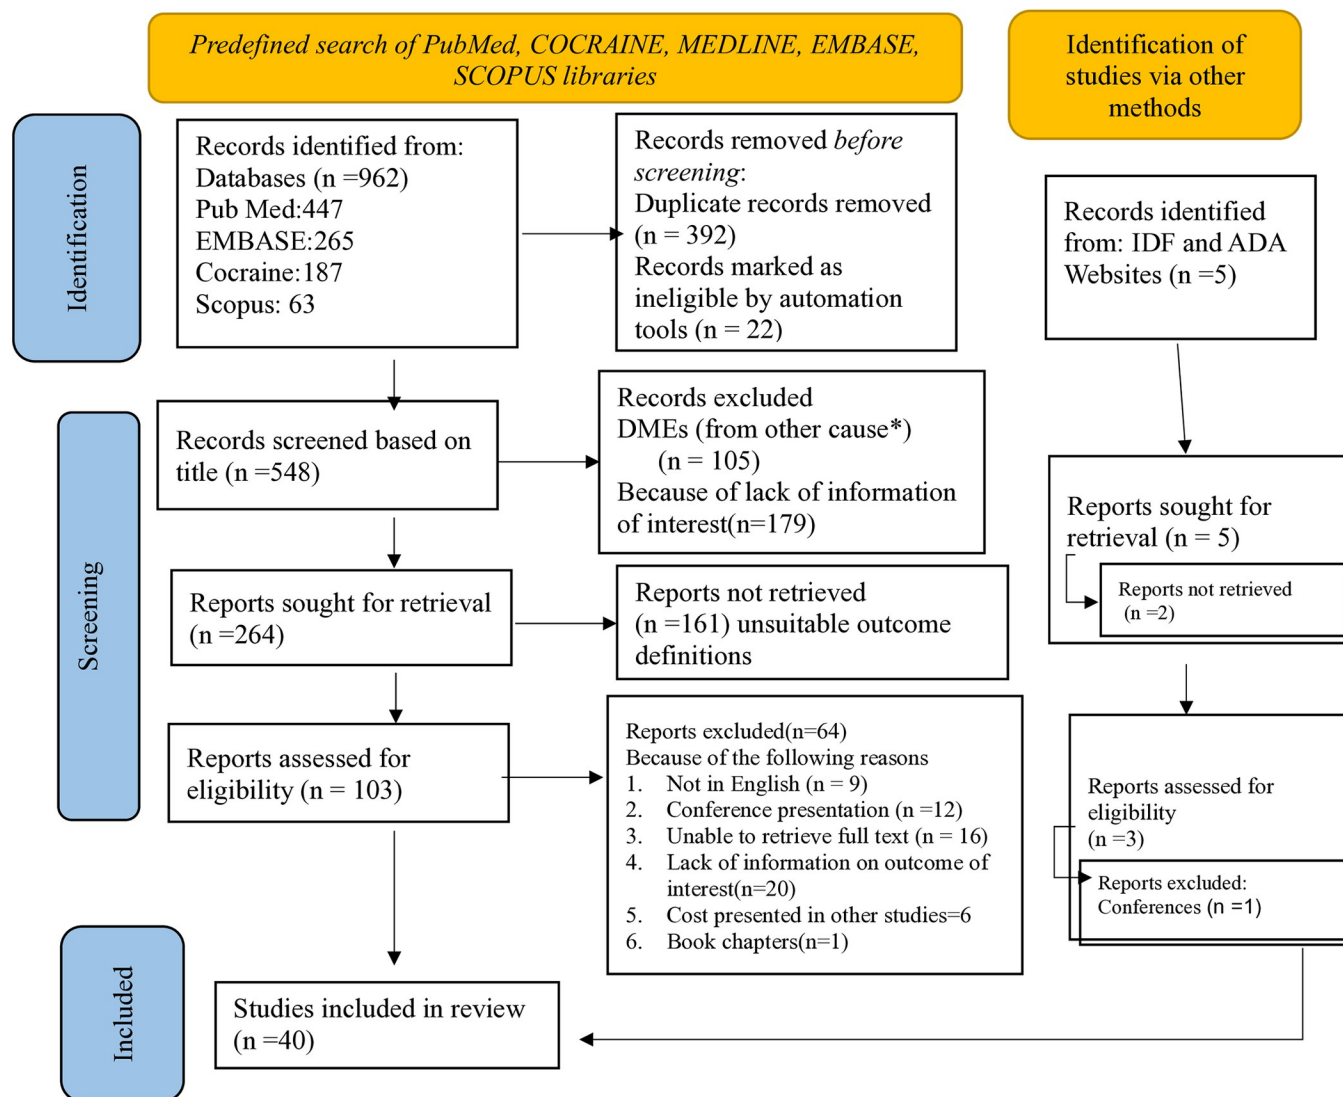 Predefined search of PubMed, COCRAINE, MEDLINE, EMBASE,
SCOPUS libraries
Identification of
studies via other
methods
Identification
Records identified from:
Databases (n =962)
Pub Med:447
EMBASE:265
Cocraine:187
Scopus: 63
Records removed before
screening:
Duplicate records removed
(n = 392)
Records marked as
ineligible by automation
tools (n = 22)
Records identified
from: IDF and ADA
Websites (n =5)
Screening
Records screened based on
title (n =548)
Records excluded
DMEs (from other cause*)
(n = 105)
Because of lack of information
of interest(n=179)
Reports sought for
retrieval (n = 5)
Reports not retrieved
(n =2)
Reports sought for retrieval
(n =264)
Reports not retrieved
(n =161) unsuitable outcome
definitions
Reports assessed for
eligibility (n = 103)
Reports excluded(n=64)
Because of the following reasons
1. Not in English (n = 9)
2. Conference presentation (n =12)
3. Unable to retrieve full text (n = 16)
4. Lack of information on outcome of
interest(n=20)
5. Cost presented in other studies=6
6. Book chapters(n=1)
Reports assessed for
eligibility
(n =3)
Reports excluded:
Conferences (n =1)
Included
Studies included in review
(n =40)